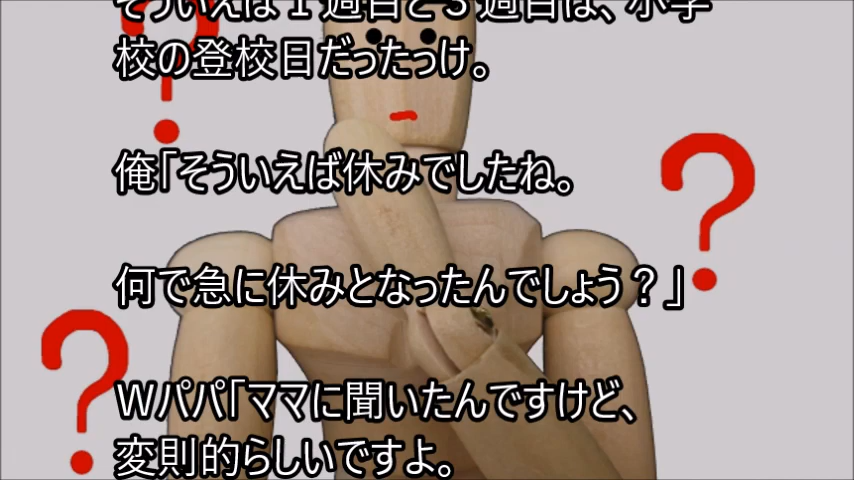 そういえば１週目と３週目は、小学
校の登校日だったっけ。
俺「そういえば休みでしたね。
何で急に休みとなったんでしょう？」
Wパパ「ママに聞いたんですけど、
変則的らしいですよ。
? ? ?